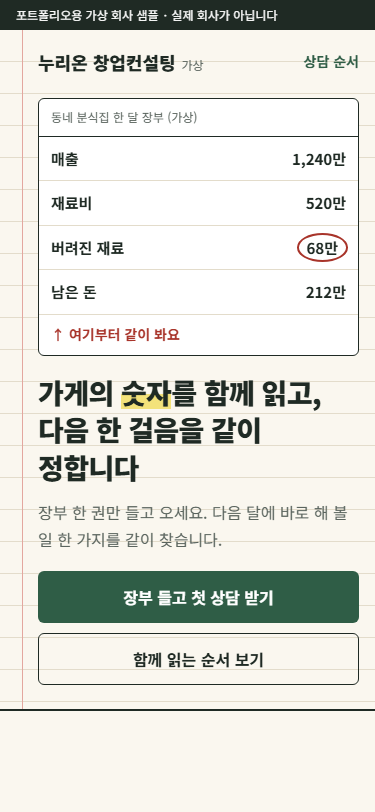 포트폴리오용 가상 회사 샘플 · 실제 회사가 아닙니다
누리온 창업컨설팅 가상
상담 순서
동네 분식집 한 달 장부 (가상)
매출 1,240만
재료비 520만
버려진 재료 68만
남은 돈 212만
↑ 여기부터 같이 봐요
가게의 숫자를 함께 읽고,
다음 한 걸음을 같이
정합니다
장부 한 권만 들고 오세요. 다음 달에 바로 해 볼
일 한 가지를 같이 찾습니다.
장부 들고 첫 상담 받기
함께 읽는 순서 보기